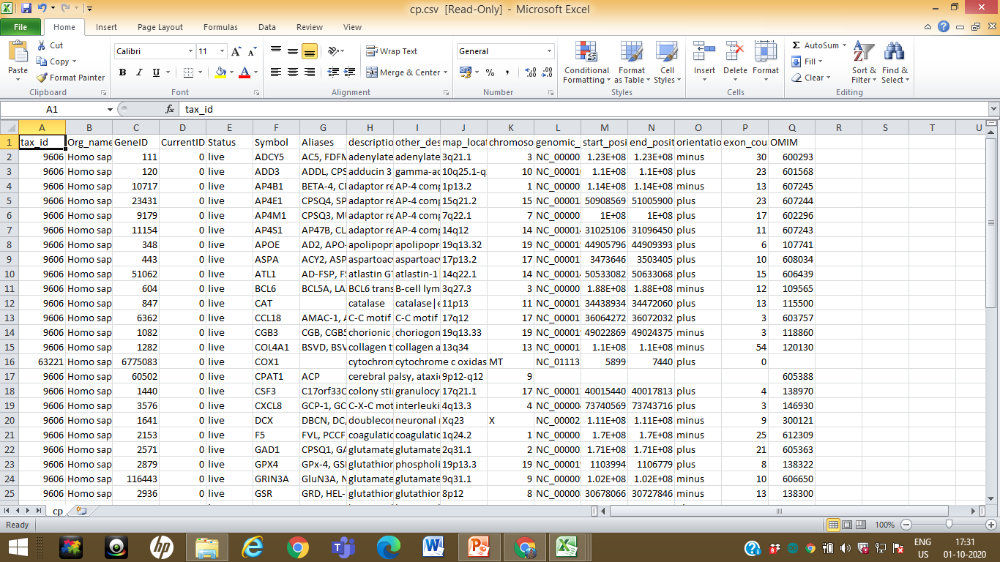 cp.csv [Read-Only] - Microsoft Excel
File Home Insert Page Layout Formulas Data Review View
Paste Cut Copy Format Painter Clipboard
Calibri 11 B I U Font
Wrap Text Merge & Center Alignment
General % , Number
Conditional Formatting Format as Table Cell Styles Styles
Insert Delete Format Cells
Σ AutoSum Fill Clear Sort & Filter Find & Select Editing
A1 fx tax_id
A B C D E F G H I J K L M N O P Q R S T U
1 tax_id Org_name GeneID CurrentID Status Symbol Aliases descriptio other_des map_locat chromoso genomic_ start_posi end_posit orientatio exon_cou OMIM
2 9606 Homo sap 111 0 live ADCY5 AC5, FDFM adenylate adenylate 3q21.1 3 NC_00000 1.23E+08 1.23E+08 minus 30 600293
3 9606 Homo sap 120 0 live ADD3 ADDL, CPS adducin 3 gamma-ad 10q25.1-q 10 NC_00001 1.1E+08 1.1E+08 plus 23 601568
4 9606 Homo sap 10717 0 live AP4B1 BETA-4, CP adaptor re AP-4 comp 1p13.2 1 NC_00000 1.14E+08 1.14E+08 minus 13 607245
5 9606 Homo sap 23431 0 live AP4E1 CPSQ4, SP adaptor re AP-4 comp 15q21.2 15 NC_00001 50908569 51005900 plus 23 607244
6 9606 Homo sap 9179 0 live AP4M1 CPSQ3, MU adaptor re AP-4 comp 7q22.1 7 NC_00000 1E+08 1E+08 plus 17 602296
7 9606 Homo sap 11154 0 live AP4S1 AP47B, CL adaptor re AP-4 comp 14q12 14 NC_00001 31025106 31096450 plus 11 607243
8 9606 Homo sap 348 0 live APOE AD2, APO- apolipopr apolipopr 19q13.32 19 NC_00001 44905796 44909393 plus 6 107741
9 9606 Homo sap 443 0 live ASPA ACY2, ASP aspartoacy aspartoacy 17p13.2 17 NC_00001 3473646 3503405 plus 10 608034
10 9606 Homo sap 51062 0 live ATL1 AD-FSP, FS atlastin GT atlastin-1 14q22.1 14 NC_00001 50533082 50633068 plus 15 606439
11 9606 Homo sap 604 0 live BCL6 BCL5A, LA BCL6 trans B-cell lym 3q27.3 3 NC_00000 1.88E+08 1.88E+08 minus 12 109565
12 9606 Homo sap 847 0 live CAT catalase catalase|e 11p13 11 NC_00001 34438934 34472060 plus 13 115500
13 9606 Homo sap 6362 0 live CCL18 AMAC-1, A C-C motif C-C motif 17q12 17 NC_00001 36064272 36072032 plus 3 603757
14 9606 Homo sap 1082 0 live CGB3 CGB, CGB5 chorionic choriogon 19q13.33 19 NC_00001 49022869 49024375 minus 3 118860
15 9606 Homo sap 1282 0 live COL4A1 BSVD, BSV collagen ty collagen a 13q34 13 NC_00001 1.1E+08 1.1E+08 minus 54 120130
16 63221 Homo sap 6775083 0 live COX1 cytochrom cytochrome c oxidas MT NC_01113 5899 7440 plus 0
17 9606 Homo sap 60502 0 live CPAT1 ACP cerebral palsy, ataxic 9p12-q12 9 605388
18 9606 Homo sap 1440 0 live CSF3 C17orf33, C colony stin granulocy 17q21.1 17 NC_00001 40015440 40017813 plus 4 138970
19 9606 Homo sap 3576 0 live CXCL8 GCP-1, GC C-X-C mot interleuki 4q13.3 4 NC_00000 73740569 73743716 plus 3 146930
20 9606 Homo sap 1641 0 live DCX DBCN, DC, doublecor neuronal Xq23 X NC_00002 1.11E+08 1.11E+08 minus 9 300121
21 9606 Homo sap 2153 0 live F5 FVL, PCCF coagulatio coagulatio 1q24.2 1 NC_00000 1.7E+08 1.7E+08 minus 25 612309
22 9606 Homo sap 2571 0 live GAD1 CPSQ1, GA glutamate glutamate 2q31.1 2 NC_00000 1.71E+08 1.71E+08 plus 21 605363
23 9606 Homo sap 2879 0 live GPX4 GPx-4, GSH glutathion phospholi 19p13.3 19 NC_00001 1103994 1106779 plus 8 138322
24 9606 Homo sap 116443 0 live GRIN3A GluN3A, N glutamate glutamate 9q31.1 9 NC_00000 1.02E+08 1.02E+08 minus 10 606650
25 9606 Homo sap 2936 0 live GSR GRD, HEL- glutathion glutathion 8p12 8 NC_00000 30678066 30727846 minus 13 138300
cp
Ready 100%
ENG 17:31
US 01-10-2020